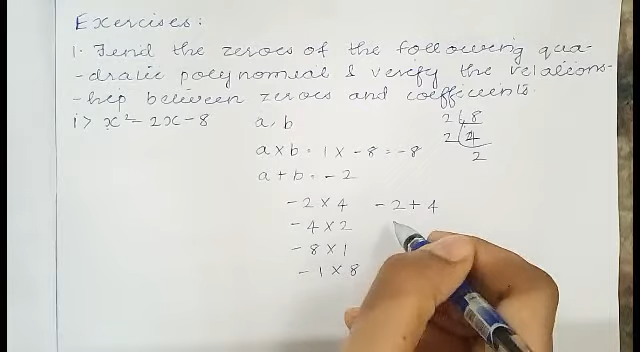 Exercises:
1. Find the zeroes of the following qua-
-dratic polynomial & verify the relations-
-hip between zeroes and coefficients.
i> x² - 2x - 8
a, b
a x b = 1 x -8 = -8
a + b = -2
2 8
2 4
2
-2 x 4
-2 + 4
-4 x 2
-8 x 1
-1 x 8